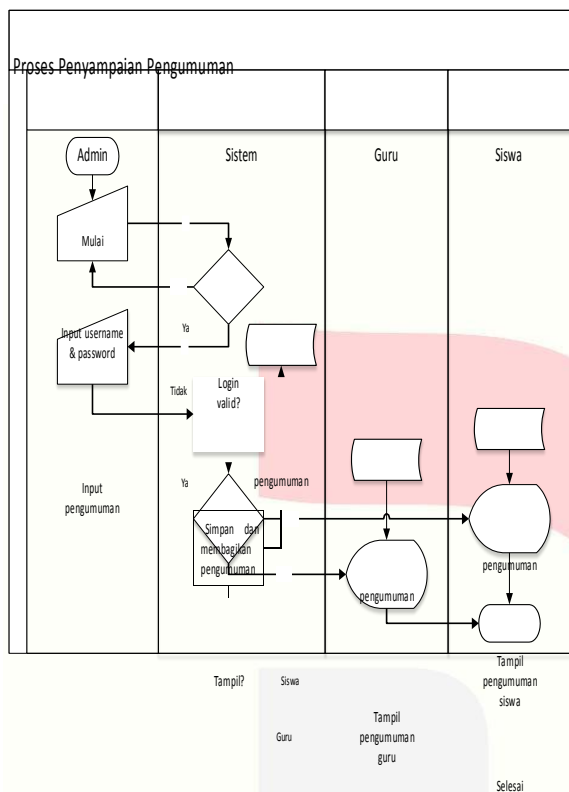 Proses Penyampaian Pengumuman
Admin
Sistem
Guru
Siswa
Mulai
Ya
Input username
& password
Tidak
Login
valid?
Input
pengumuman
Ya
pengumuman
Simpan dan
membagikan
pengumuman
pengumuman
pengumuman
Tampil?
Siswa
Tampil
pengumuman
siswa
Guru
Tampil
pengumuman
guru
Selesai